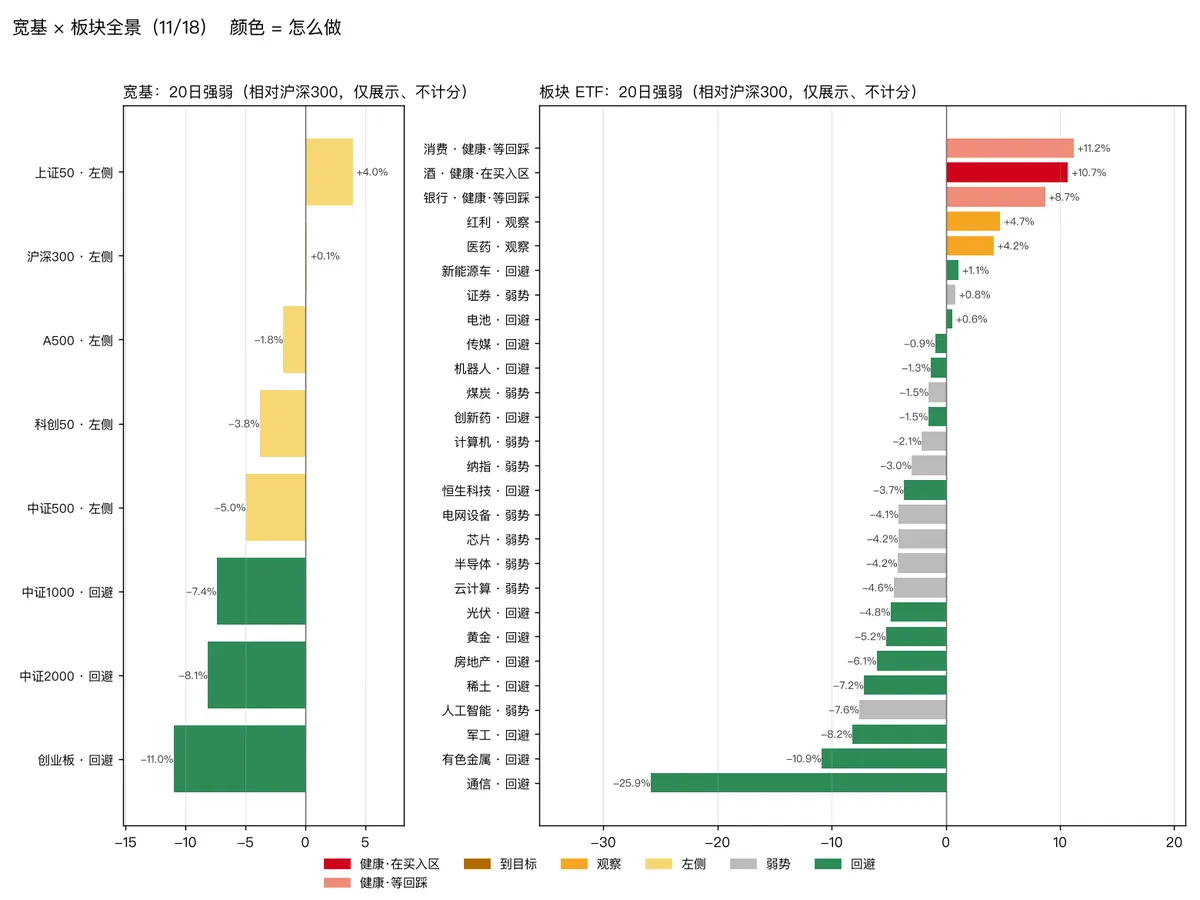 宽基 × 板块全景（11/18） 颜色 = 怎么做
宽基：20日强弱（相对沪深300，仅展示、不计分）
上证50 · 左侧
+4.0%
沪深300 · 左侧
+0.1%
A500 · 左侧
−1.8%
科创50 · 左侧
−3.8%
中证500 · 左侧
−5.0%
中证1000 · 回避
−7.4%
中证2000 · 回避
−8.1%
创业板 · 回避
−11.0%
−15 −10 −5 0 5
板块 ETF：20日强弱（相对沪深300，仅展示、不计分）
消费 · 健康·等回踩
+11.2%
酒 · 健康·在买入区
+10.7%
银行 · 健康·等回踩
+8.7%
红利 · 观察
+4.7%
医药 · 观察
+4.2%
新能源车 · 回避
+1.1%
证券 · 弱势
+0.8%
电池 · 回避
+0.6%
传媒 · 回避
−0.9%
机器人 · 回避
−1.3%
煤炭 · 弱势
−1.5%
创新药 · 回避
−1.5%
计算机 · 弱势
−2.1%
纳指 · 弱势
−3.0%
恒生科技 · 回避
−3.7%
电网设备 · 弱势
−4.1%
芯片 · 弱势
−4.2%
半导体 · 弱势
−4.2%
云计算 · 弱势
−4.6%
光伏 · 回避
−4.8%
黄金 · 回避
−5.2%
房地产 · 回避
−6.1%
稀土 · 回避
−7.2%
人工智能 · 弱势
−7.6%
军工 · 回避
−8.2%
有色金属 · 回避
−10.9%
通信 · 回避
−25.9%
−30 −20 −10 0 10 20
健康·在买入区 到目标 观察 左侧 弱势 回避
健康·等回踩